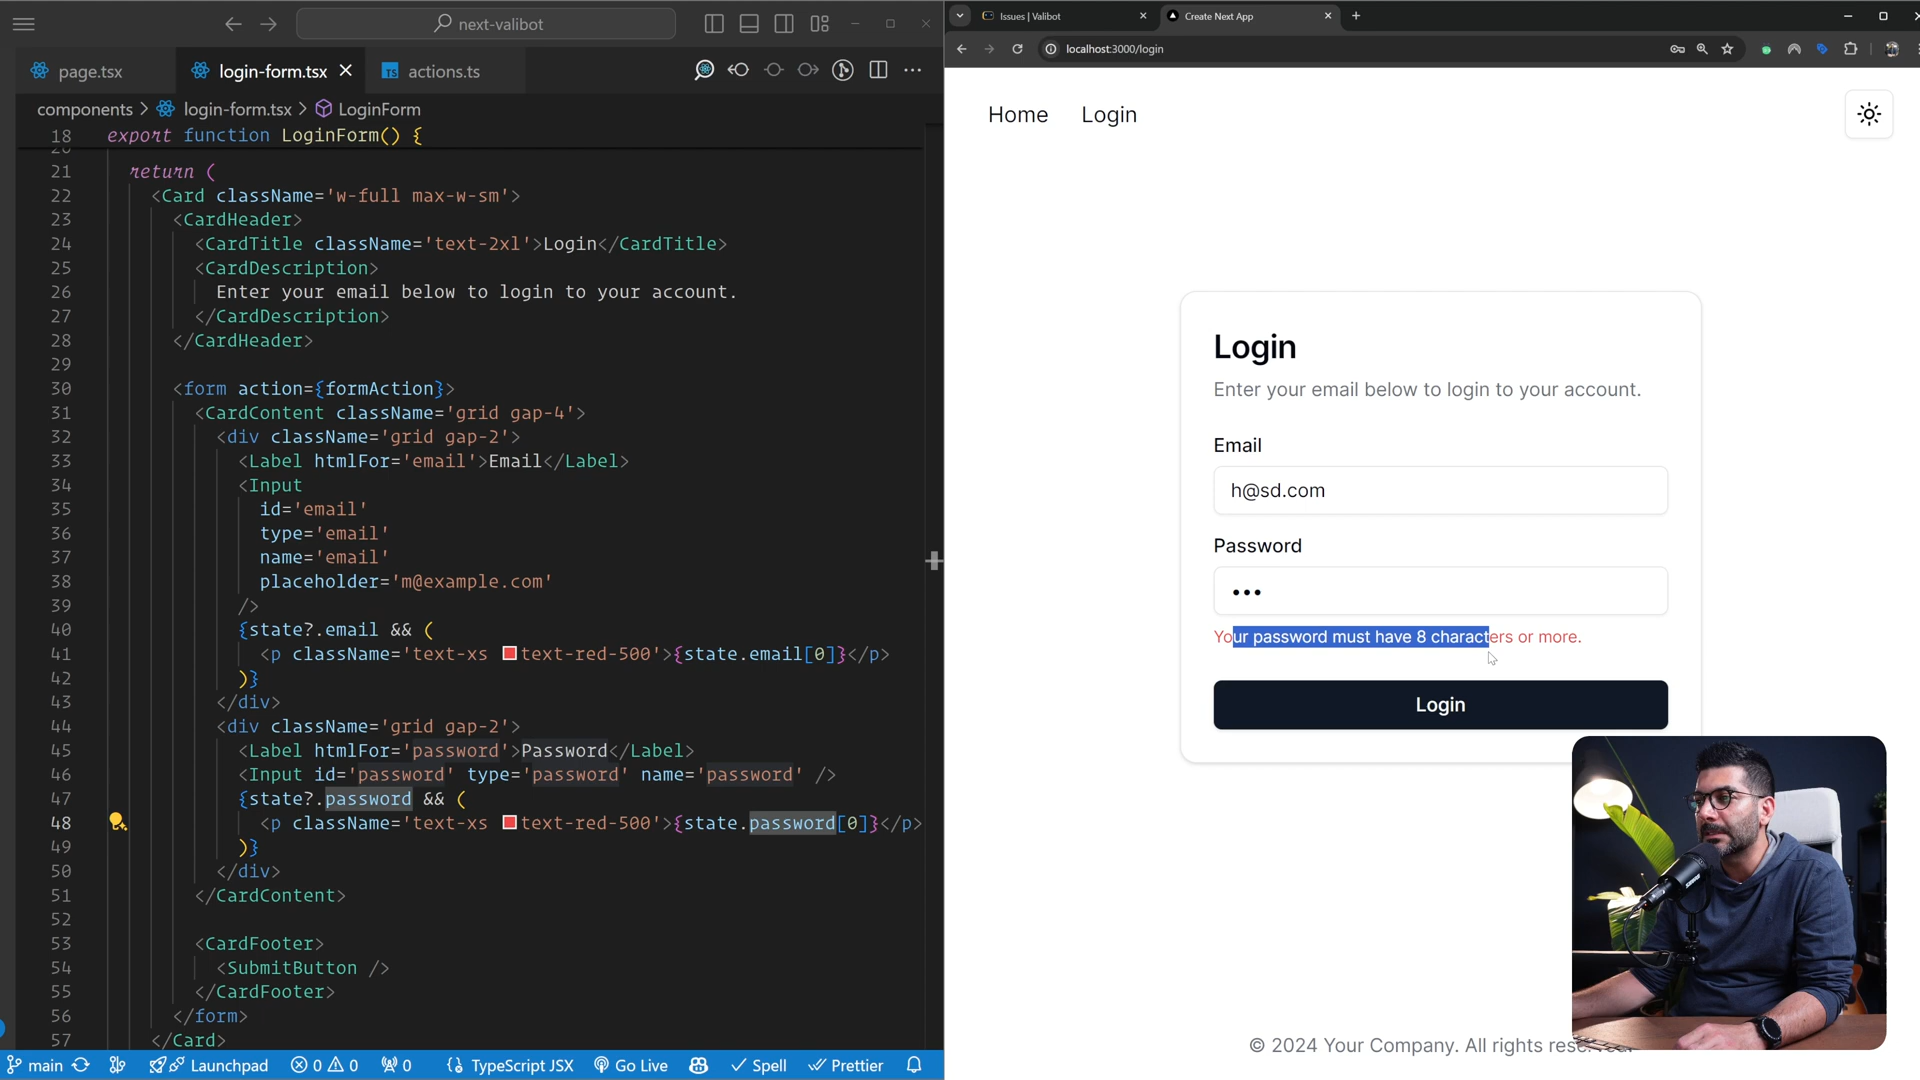 next-valibot
page.tsx
login-form.tsx
TS actions.ts
components > login-form.tsx > LoginForm
18 export function LoginForm() {
21 return (
22 <Card className='w-full max-w-sm'>
23 <CardHeader>
24 <CardTitle className='text-2xl'>Login</CardTitle>
25 <CardDescription>
26 Enter your email below to login to your account.
27 </CardDescription>
28 </CardHeader>
29
30 <form action={formAction}>
31 <CardContent className='grid gap-4'>
32 <div className='grid gap-2'>
33 <Label htmlFor='email'>Email</Label>
34 <Input
35 id='email'
36 type='email'
37 name='email'
38 placeholder='m@example.com'
39 />
40 {state?.email && (
41 <p className='text-xs text-red-500'>{state.email[0]}</p>
42 )}
43 </div>
44 <div className='grid gap-2'>
45 <Label htmlFor='password'>Password</Label>
46 <Input id='password' type='password' name='password' />
47 {state?.password && (
48 <p className='text-xs text-red-500'>{state.password[0]}</p>
49 )}
50 </div>
51 </CardContent>
52
53 <CardFooter>
54 <SubmitButton />
55 </CardFooter>
56 </form>
57 </Card>
main
Launchpad
0
0
0
TypeScript JSX
Go Live
Spell
Prettier
Issues | Valibot
Create Next App
localhost:3000/login
Home
Login
Login
Enter your email below to login to your account.
Email
h@sd.com
Password
Your password must have 8 characters or more.
Login
© 2024 Your Company. All rights